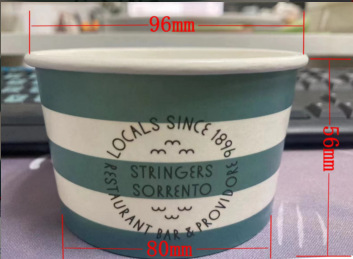 96mm
LOCALS SINCE 1896
STRINGERS
SORRENTO
RESTAURANT BAR & PROVIDORE
56mm
80mm